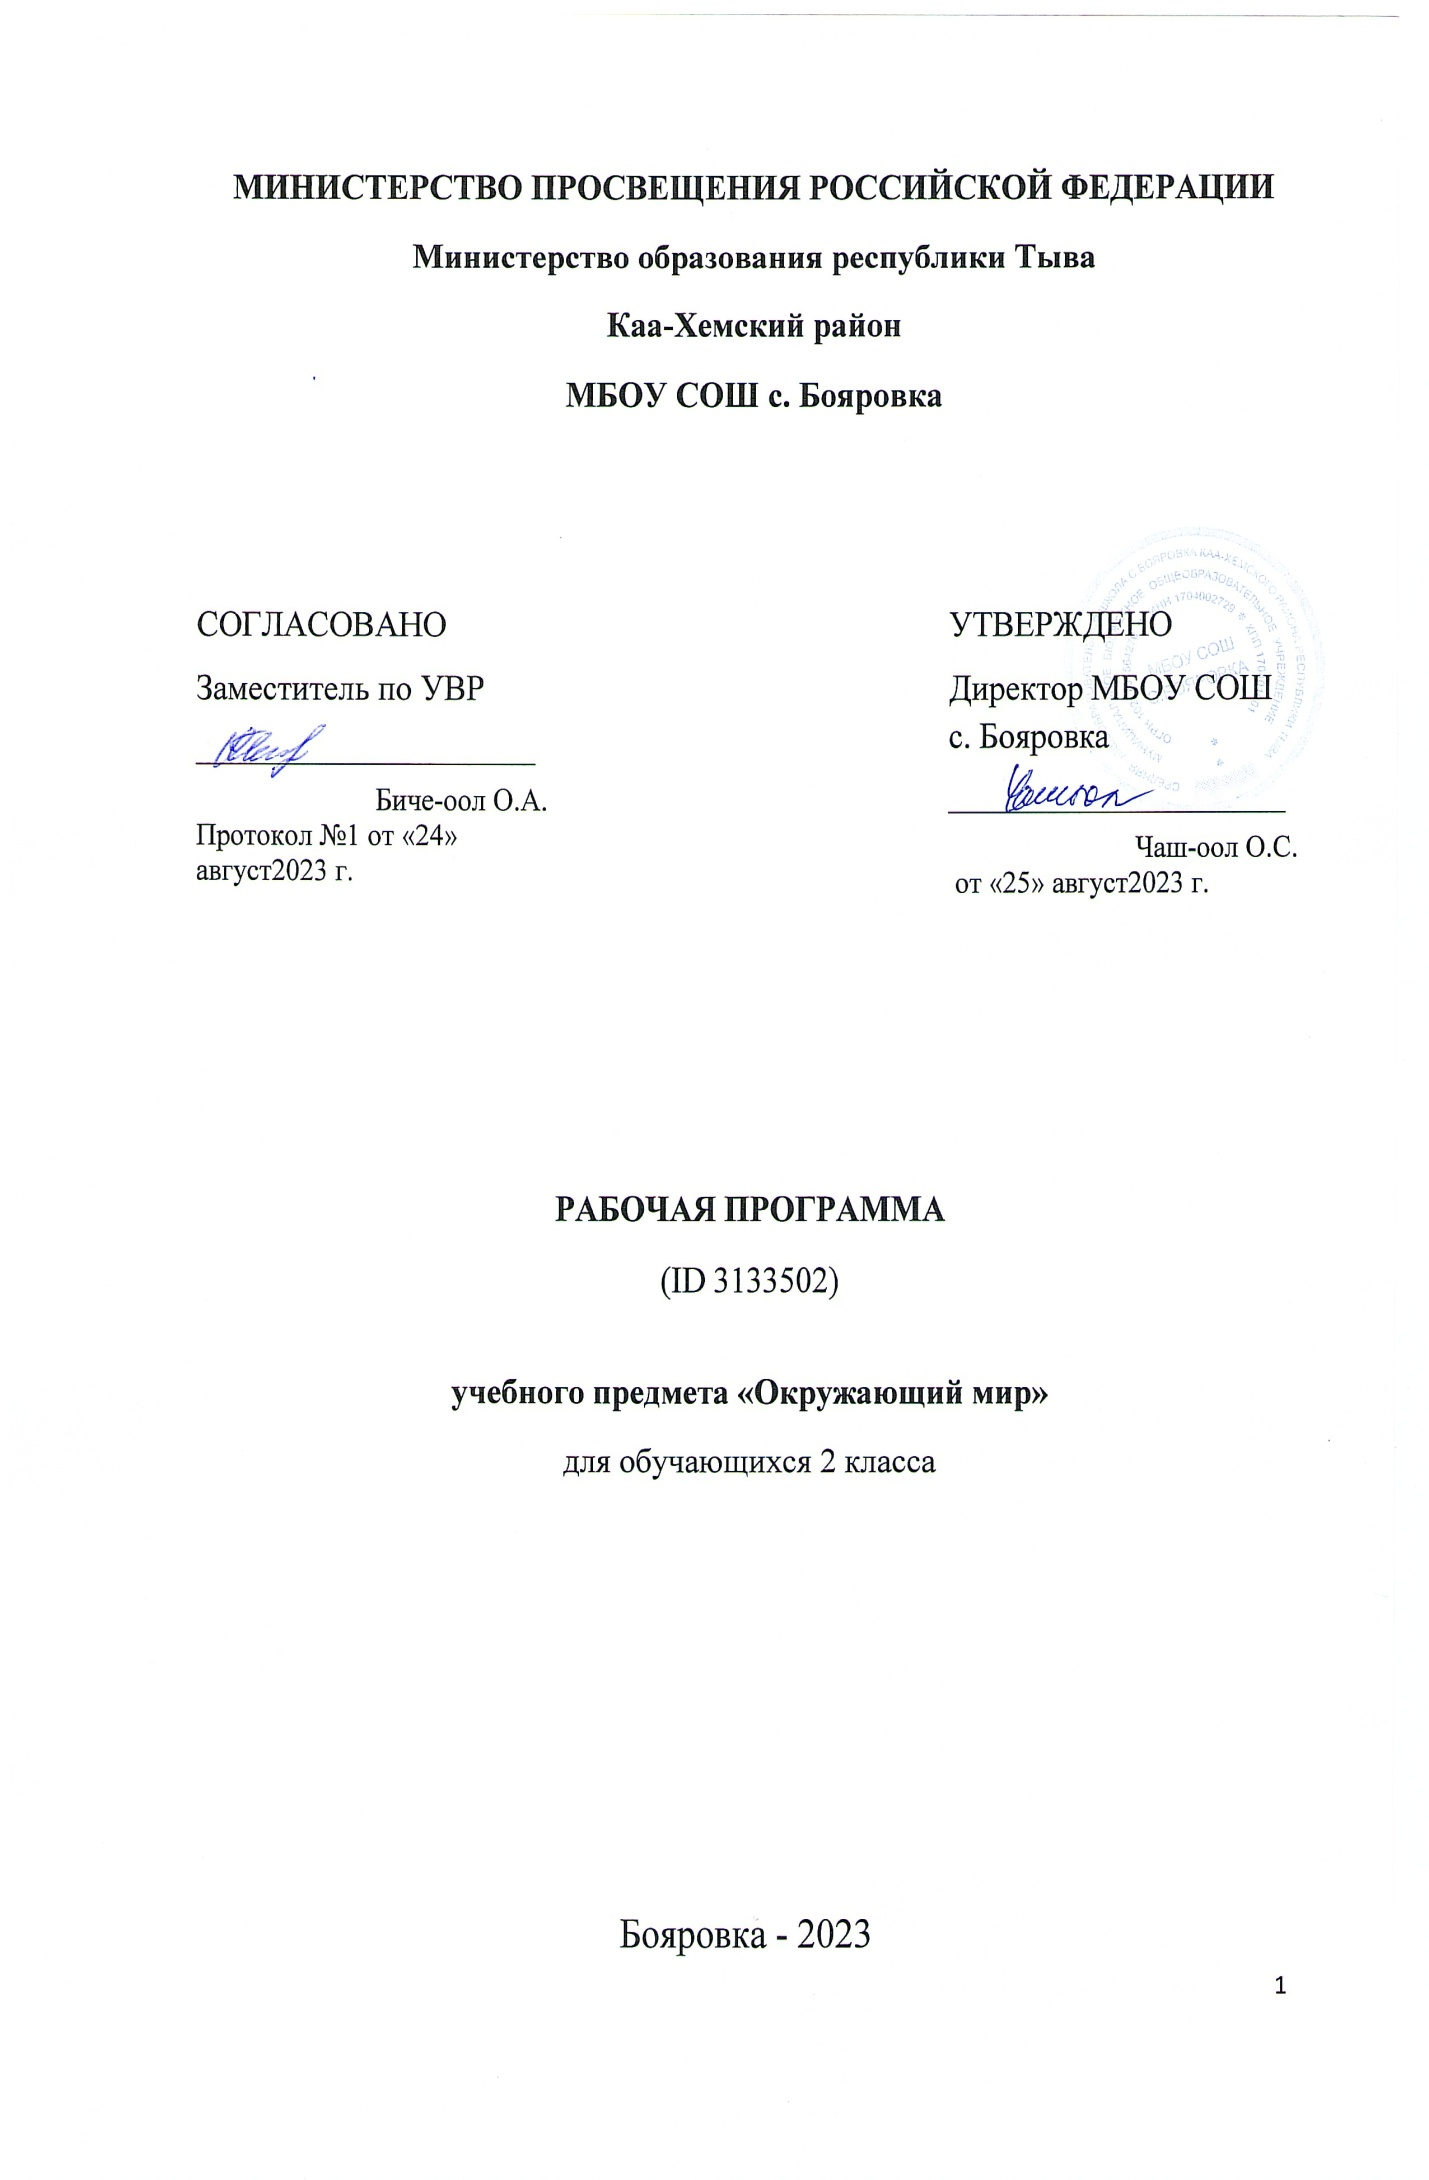 МИНИСТЕРСТВО ПРОСВЕЩЕНИЯ РОССИЙСКОЙ ФЕДЕРАЦИИ
Министерство образования республики Тыва
Каа-Хемский район
МБОУ СОШ с. Бояровка
СОГЛАСОВАНО
Заместитель по УВР
Биче-оол О.А.
Протокол №1 от «24»
август2023 г.
УТВЕРЖДЕНО
Директор МБОУ СОШ
с. Бояровка
Чаш-оол О.С.
от «25» август2023 г.
РАБОЧАЯ ПРОГРАММА
(ID 3133502)
учебного предмета «Окружающий мир»
для обучающихся 2 класса
Бояровка - 2023
1